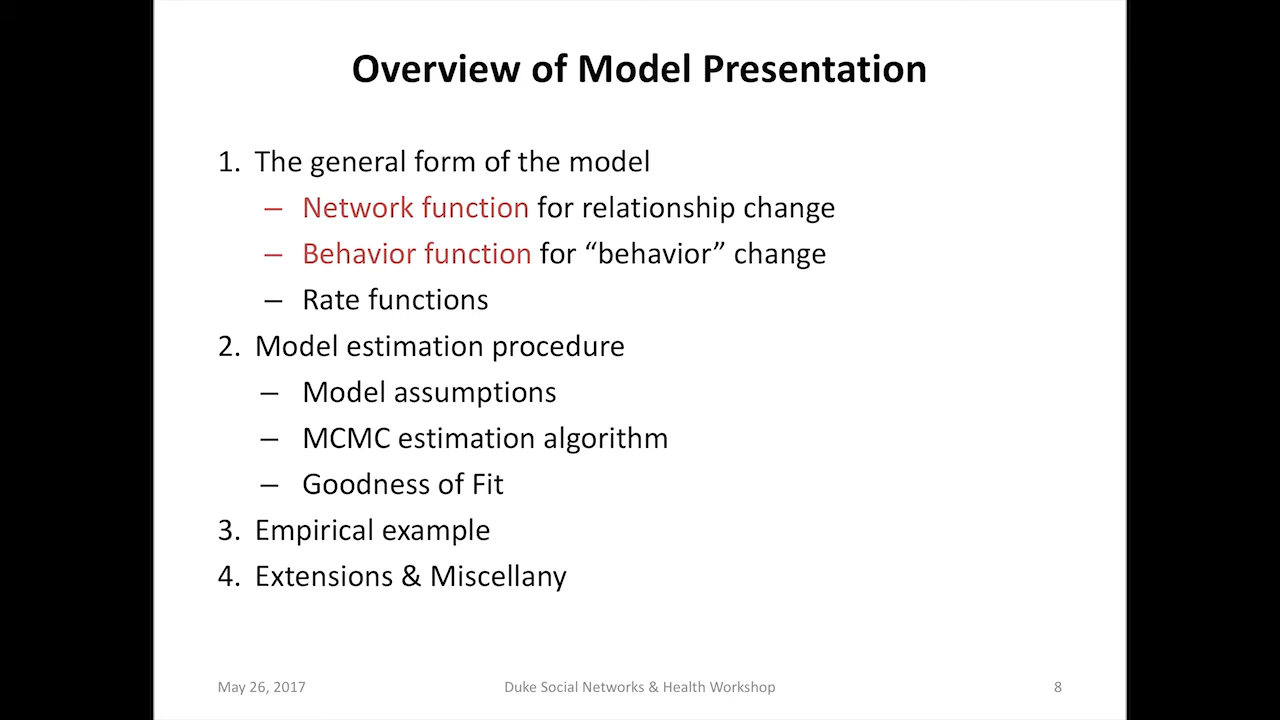 Overview of Model Presentation
1. The general form of the model
– Network function for relationship change
– Behavior function for “behavior” change
– Rate functions
2. Model estimation procedure
– Model assumptions
– MCMC estimation algorithm
– Goodness of Fit
3. Empirical example
4. Extensions & Miscellany
May 26, 2017 Duke Social Networks & Health Workshop 8